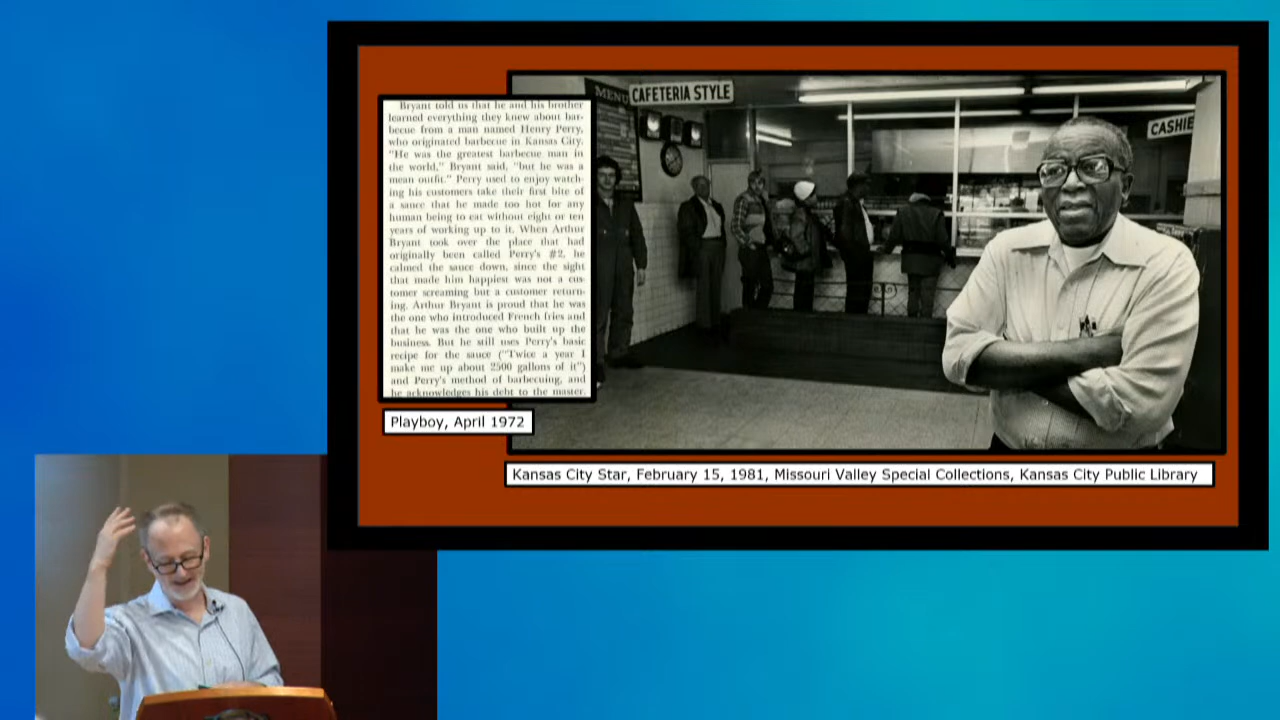 MENU
CAFETERIA STYLE
CASHIE
Bryant told us that he and his brother
learned everything they knew about bar-
becue from a man named Henry Perry,
who originated barbecue in Kansas City.
"He was the greatest barbecue man in
the world," Bryant said, "but he was a
mean outfit." Perry used to enjoy watch-
ing his customers take their first bite of
a sauce that he made too hot for any
human being to eat without eight or ten
years of working up to it. When Arthur
Bryant took over the place that had
originally been called Perry's #2, he
calmed the sauce down, since the sight
that made him happiest was not a cus-
tomer screaming but a customer return-
ing. Arthur Bryant is proud that he was
the one who introduced French fries and
that he was the one who built up the
business. But he still uses Perry's basic
recipe for the sauce ("Twice a year I
make me up about 2500 gallons of it")
and Perry's method of barbecuing, and
he acknowledges his debt to the master.
Playboy, April 1972
Kansas City Star, February 15, 1981, Missouri Valley Special Collections, Kansas City Public Library